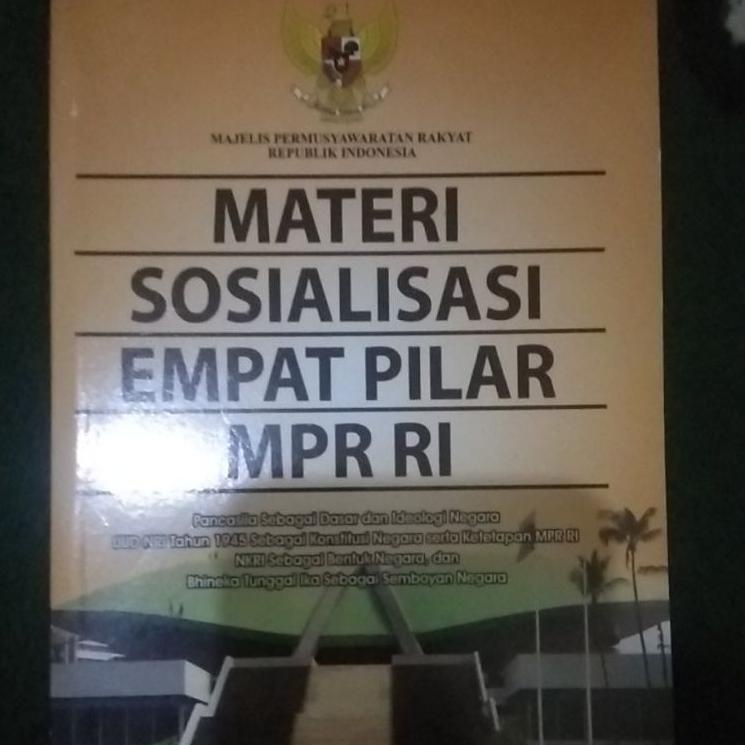 MAJELIS PERMUSYAWARATAN RAKYAT
REPUBLIK INDONESIA
MATERI
SOSIALISASI
EMPAT PILAR
MPR RI
Pancasila Sebagai Dasar dan Ideologi Negara
UUD NRI Tahun 1945 Sebagai Konstitusi Negara serta Ketetapan MPR RI
NKRI Sebagai Bentuk Negara, dan
Bhineka Tunggal Ika Sebagai Semboyan Negara